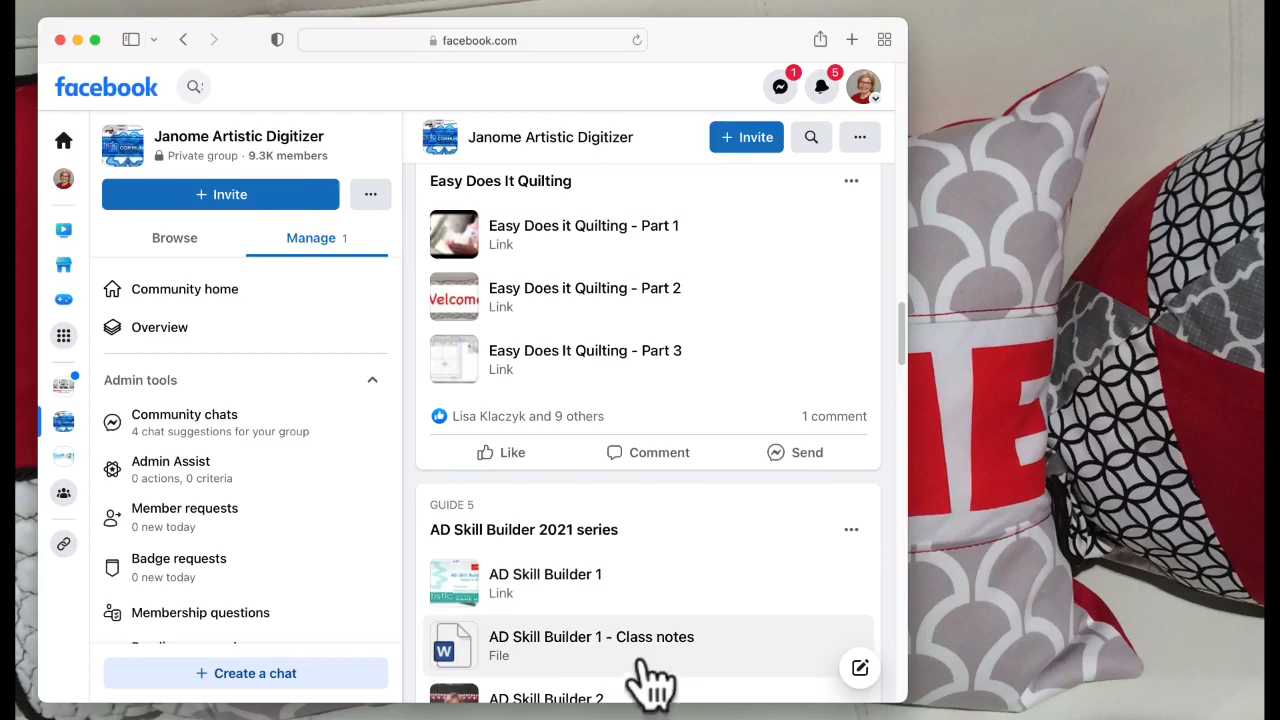 facebook.com
facebook
1
5
Janome Artistic Digitizer
Private group · 9.3K members
+ Invite
Browse
Manage 1
Community home
Overview
Admin tools
Community chats
4 chat suggestions for your group
Admin Assist
0 actions, 0 criteria
Member requests
0 new today
Badge requests
0 new today
Membership questions
+ Create a chat
Janome Artistic Digitizer
+ Invite
Easy Does It Quilting
Easy Does it Quilting - Part 1
Link
Welcome
Easy Does it Quilting - Part 2
Link
Easy Does It Quilting - Part 3
Link
Lisa Klaczyk and 9 others
1 comment
Like
Comment
Send
GUIDE 5
AD Skill Builder 2021 series
AD Skill Builder 1
Link
W
AD Skill Builder 1 - Class notes
File
AD Skill Builder 2
ME